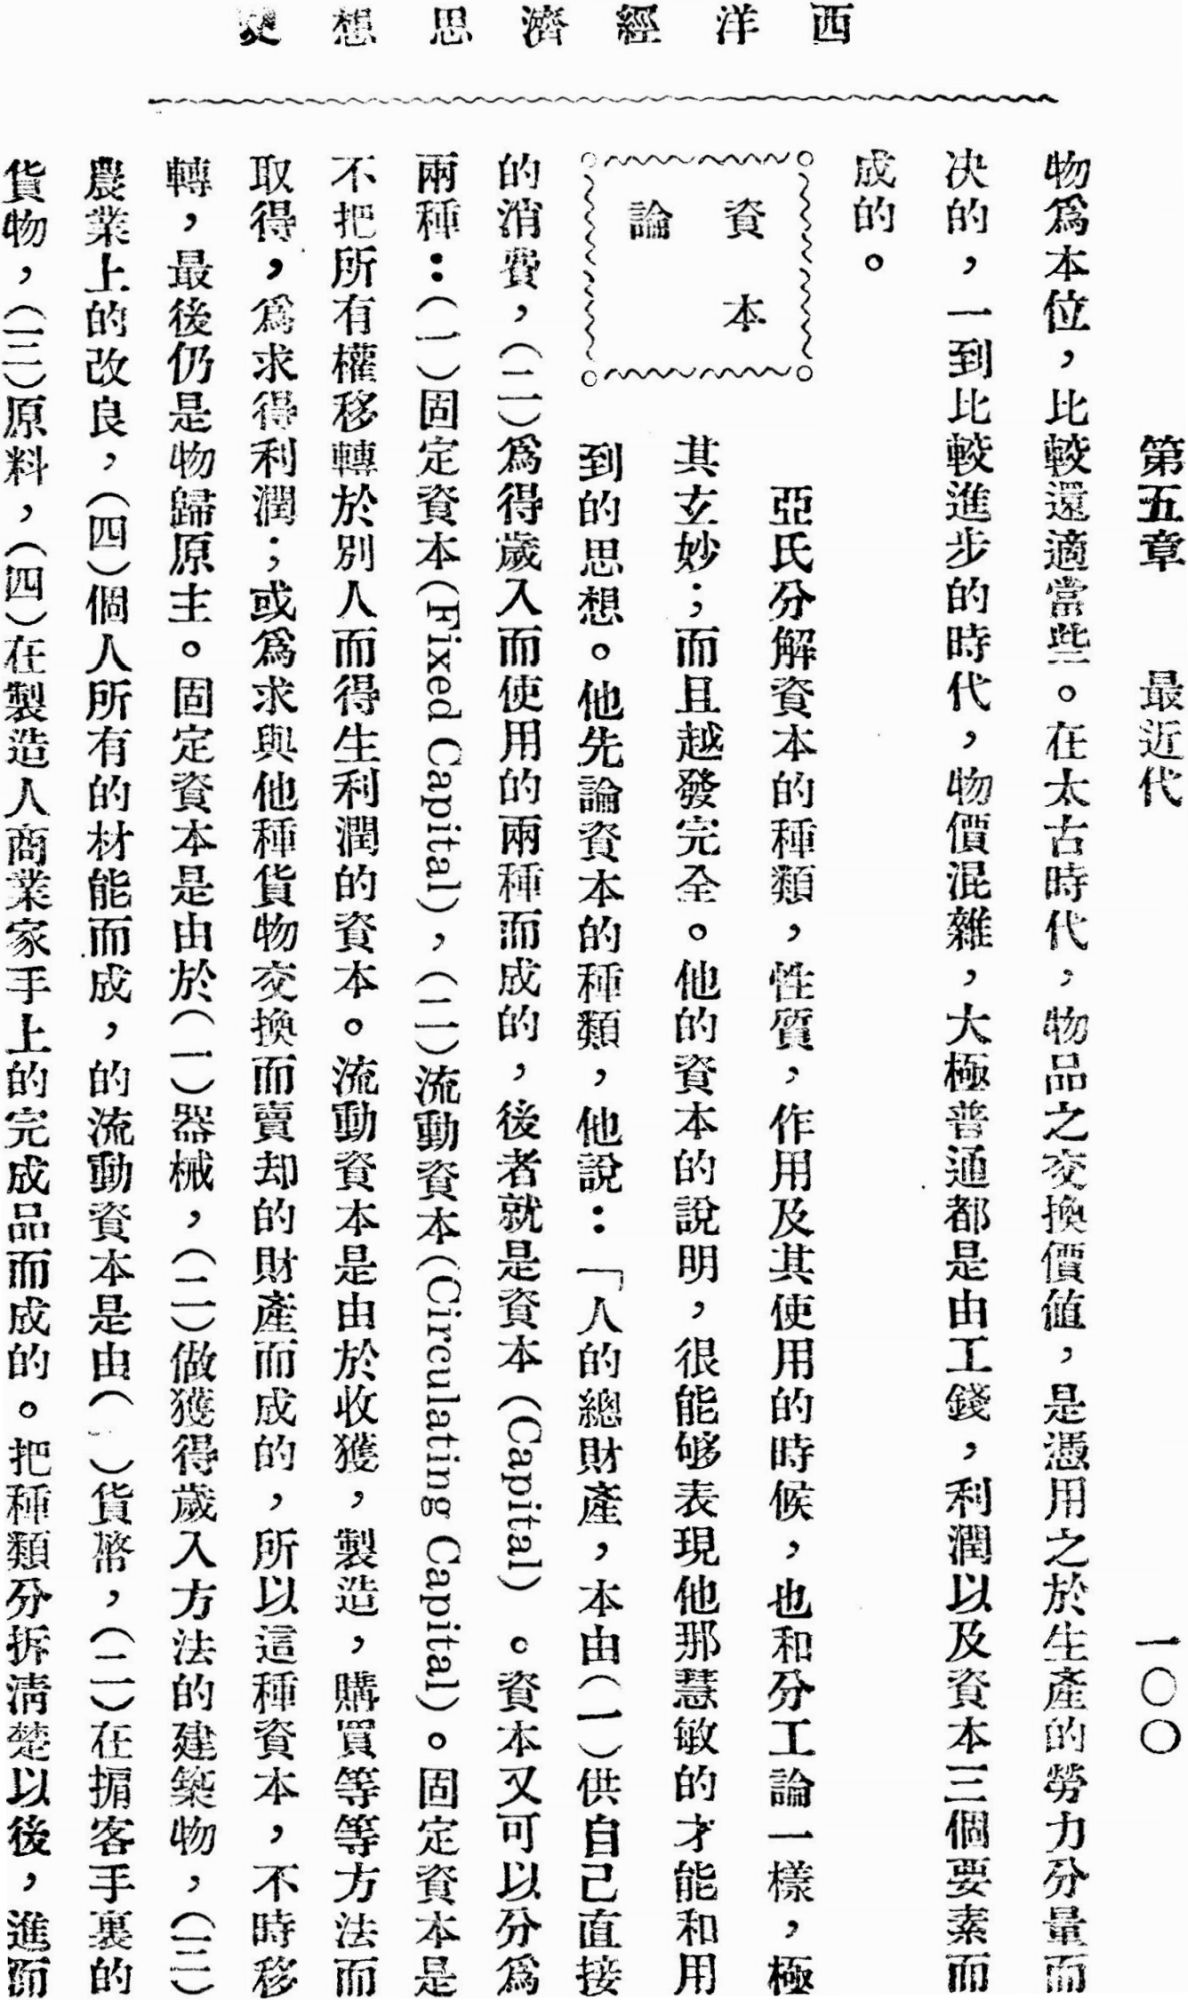 西洋經濟思想史
第五章　最近代　一〇〇
物爲本位，比較還適當些。在太古時代，物品之交換價値，是憑用之於生產的勞力分量而
决的，一到比較進步的時代，物價混雜，大極普通都是由工錢，利潤以及資本三個要素而
成的。
資本論
亞氏分解資本的種類，性質，作用及其使用的時候，也和分工論一樣，極
其玄妙；而且越發完全。他的資本的說明，很能够表現他那慧敏的才能和用
到的思想。他先論資本的種類，他說：「人的總財產，本由（一）供自己直接
的消費，（二）爲得歲入而使用的兩種而成的，後者就是資本（Capital）。資本又可以分爲
兩種：（一）固定資本（Fixed Capital），（二）流動資本（Circulating Capital）。固定資本是
不把所有權移轉於別人而得生利潤的資本。流動資本是由於收獲，製造，購買等等方法而
取得，爲求得利潤；或爲求與他種貨物交換而賣却的財產而成的，所以這種資本，不時移
轉，最後仍是物歸原主。固定資本是由於（一）器械，（二）做獲得歲入方法的建築物，（三）
農業上的改良，（四）個人所有的材能而成，的流動資本是由（　）貨幣，（二）在掮客手裏的
貨物，（三）原料，（四）在製造人商業家手上的完成品而成的。把種類分拆淸楚以後，進而